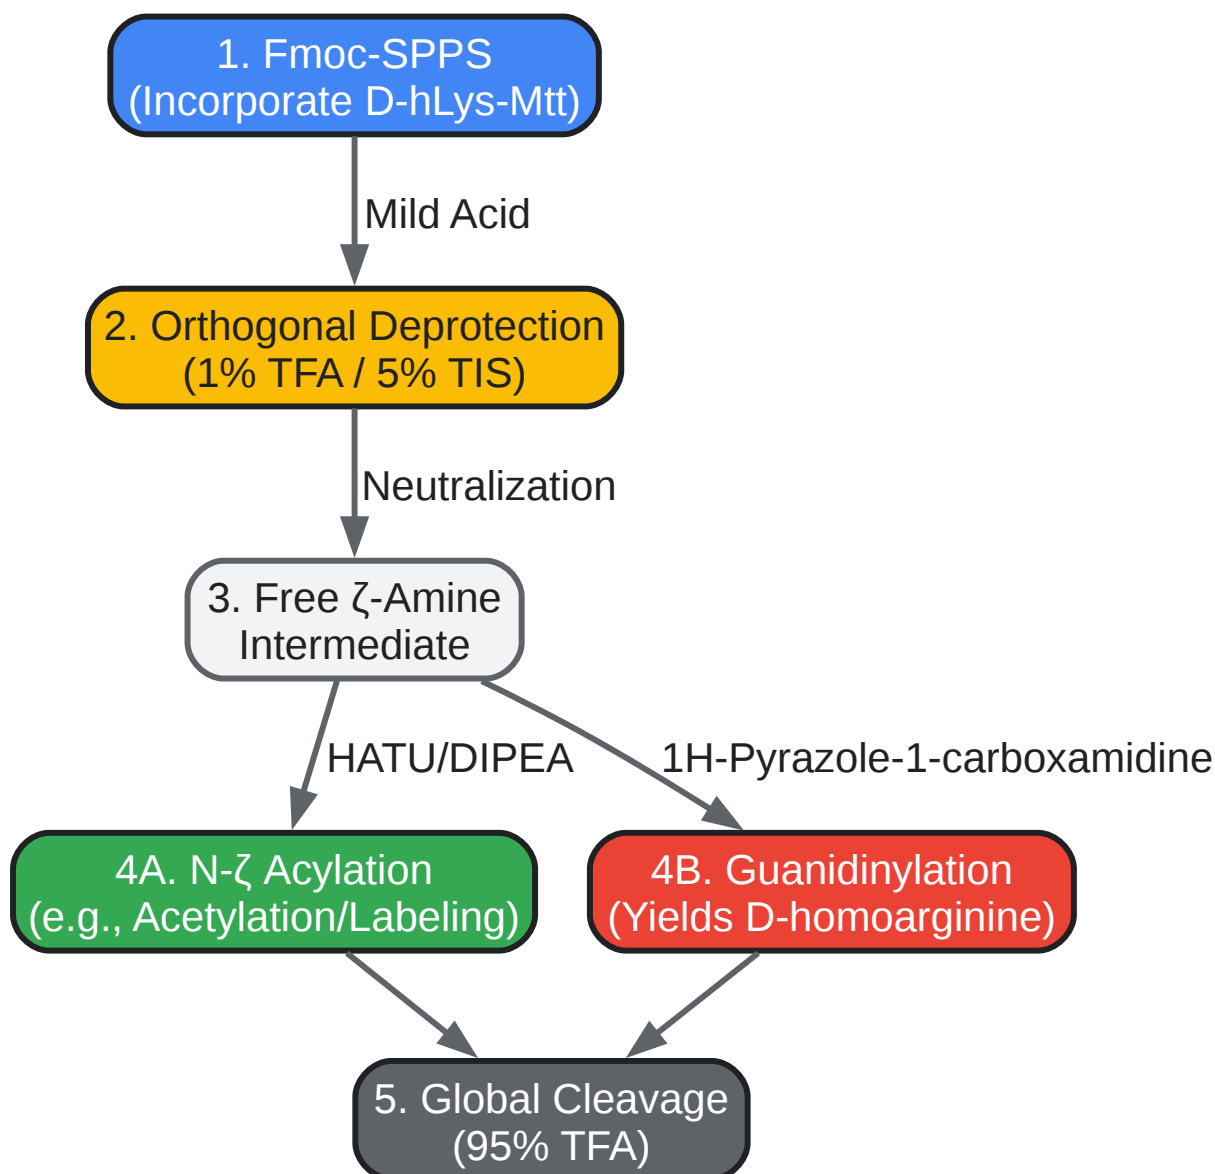 1. Fmoc-SPPS
(Incorporate D-hLys-Mtt)
Mild Acid
2. Orthogonal Deprotection
(1% TFA / 5% TIS)
Neutralization
3. Free ζ-Amine
Intermediate
HATU/DIPEA
1H-Pyrazole-1-carboxamidine
4A. N-ζ Acylation
(e.g., Acetylation/Labeling)
4B. Guanidinylation
(Yields D-homoarginine)
5. Global Cleavage
(95% TFA)